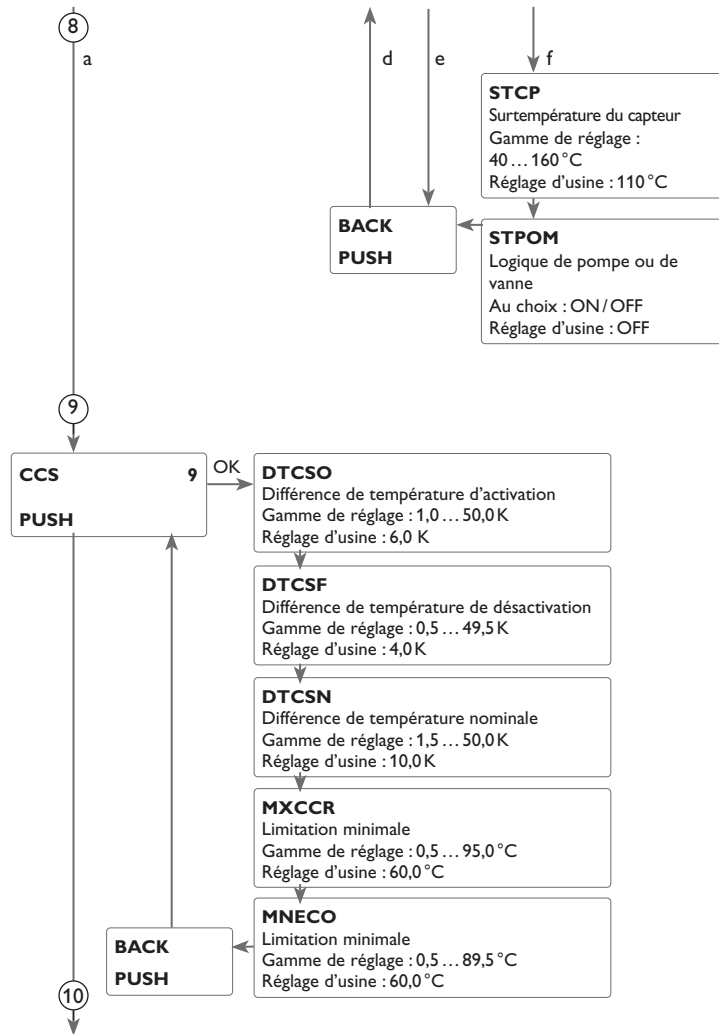 8
a
d
e
f
STCP
Surtempérature du capteur
Gamme de réglage :
40 … 160 °C
Réglage d'usine : 110 °C
BACK
PUSH
STPOM
Logique de pompe ou de
vanne
Au choix : ON / OFF
Réglage d'usine : OFF
9
CCS 9
PUSH
OK
DTCSO
Différence de température d'activation
Gamme de réglage : 1,0 … 50,0 K
Réglage d'usine : 6,0 K
DTCSF
Différence de température de désactivation
Gamme de réglage : 0,5 … 49,5 K
Réglage d'usine : 4,0 K
DTCSN
Différence de température nominale
Gamme de réglage : 1,5 … 50,0 K
Réglage d'usine : 10,0 K
MXCCR
Limitation minimale
Gamme de réglage : 0,5 … 95,0 °C
Réglage d'usine : 60,0 °C
MNECO
Limitation minimale
Gamme de réglage : 0,5 … 89,5 °C
Réglage d'usine : 60,0 °C
BACK
PUSH
10